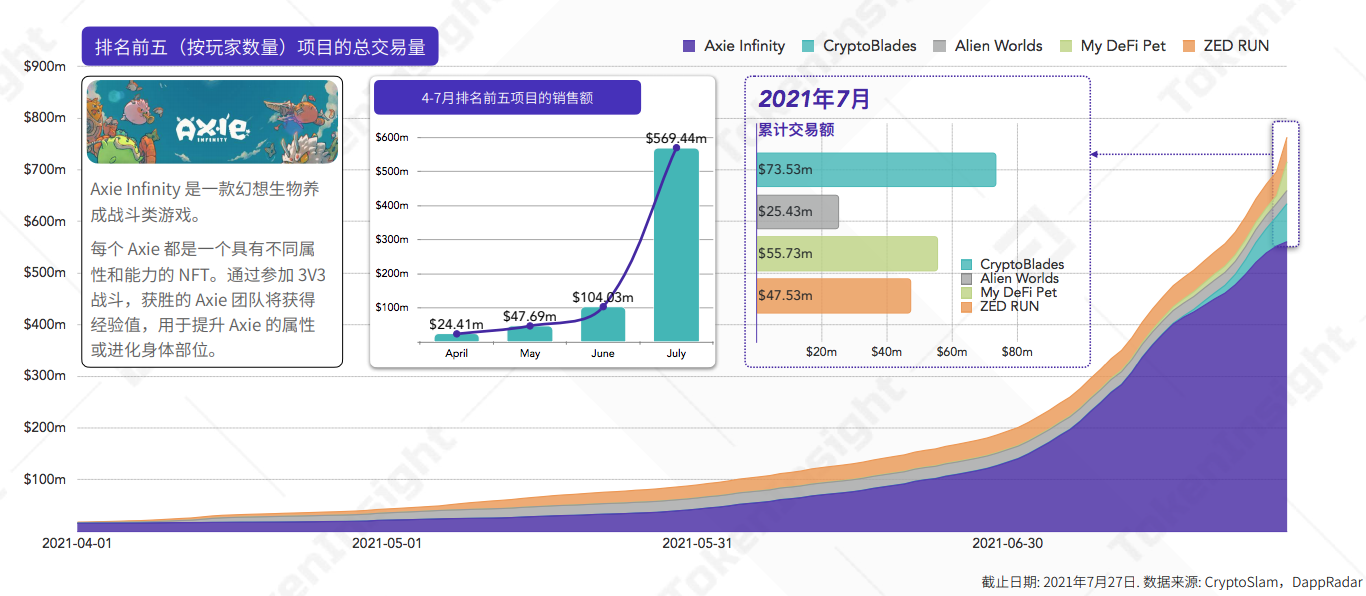 排名前五（按玩家数量）项目的总交易量
Axie Infinity
CryptoBlades
Alien Worlds
My DeFi Pet
ZED RUN
$900m
$800m
$700m
$600m
$500m
$400m
$300m
$200m
$100m
AXIE
INFINITY
Axie Infinity 是一款幻想生物养
成战斗类游戏。
每个 Axie 都是一个具有不同属
性和能力的 NFT。通过参加 3V3
战斗，获胜的 Axie 团队将获得
经验值，用于提升 Axie 的属性
或进化身体部位。
4-7月排名前五项目的销售额
$600m
$500m
$400m
$300m
$200m
$100m
$24.41m
$47.69m
$104.03m
$569.44m
April
May
June
July
2021年7月
累计交易额
$73.53m
$25.43m
$55.73m
$47.53m
CryptoBlades
Alien Worlds
My DeFi Pet
ZED RUN
$20m
$40m
$60m
$80m
2021-04-01
2021-05-01
2021-05-31
2021-06-30
截止日期: 2021年7月27日. 数据来源: CryptoSlam，DappRadar
TokenInsight